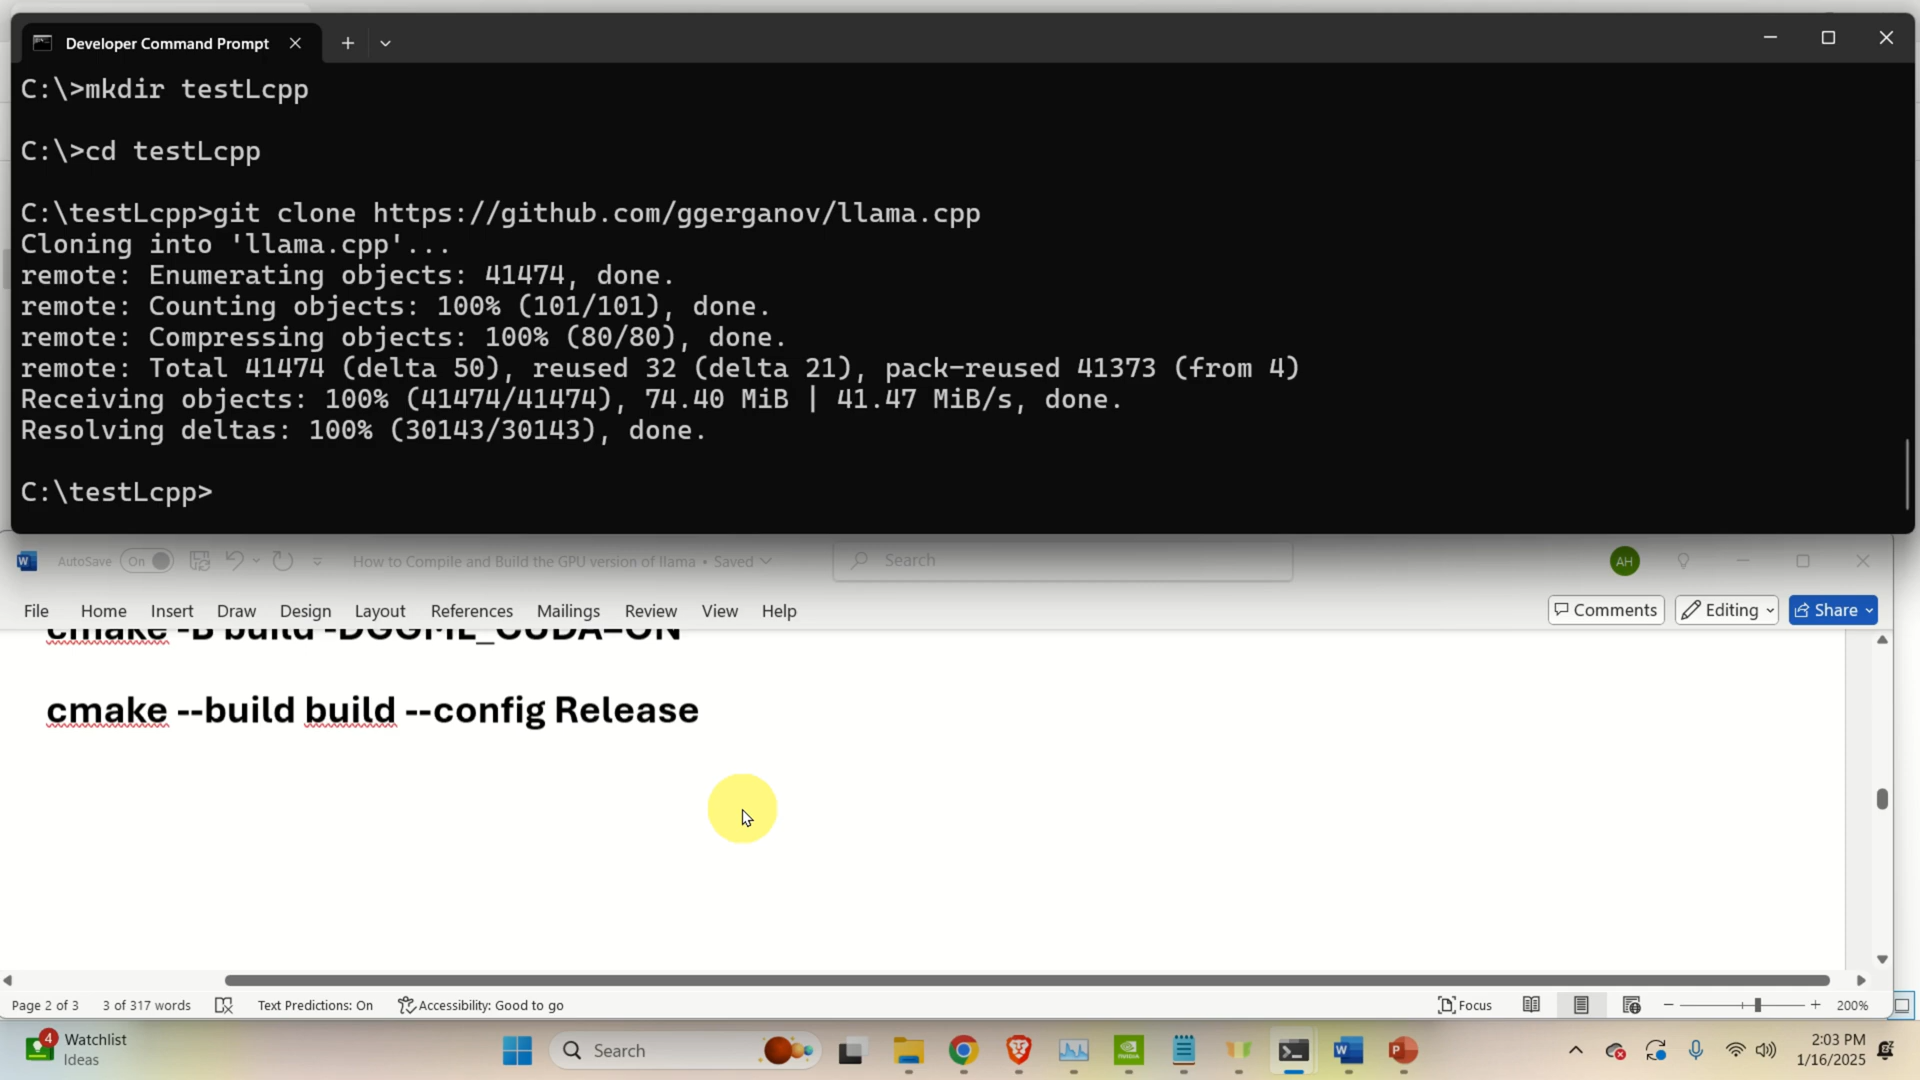 Developer Command Prompt
C:\>mkdir testLcpp
C:\>cd testLcpp
C:\testLcpp>git clone https://github.com/ggerganov/llama.cpp
Cloning into 'llama.cpp'...
remote: Enumerating objects: 41474, done.
remote: Counting objects: 100% (101/101), done.
remote: Compressing objects: 100% (80/80), done.
remote: Total 41474 (delta 50), reused 32 (delta 21), pack-reused 41373 (from 4)
Receiving objects: 100% (41474/41474), 74.40 MiB | 41.47 MiB/s, done.
Resolving deltas: 100% (30143/30143), done.
C:\testLcpp>
AutoSave On How to Compile and Build the GPU version of llama • Saved Search AH
File Home Insert Draw Design Layout References Mailings Review View Help Comments Editing Share
cmake -B build -DGGML_CUDA=ON
cmake --build build --config Release
Page 2 of 3 3 of 317 words Text Predictions: On Accessibility: Good to go Focus 200%
4 Watchlist
Ideas
Search
2:03 PM
1/16/2025